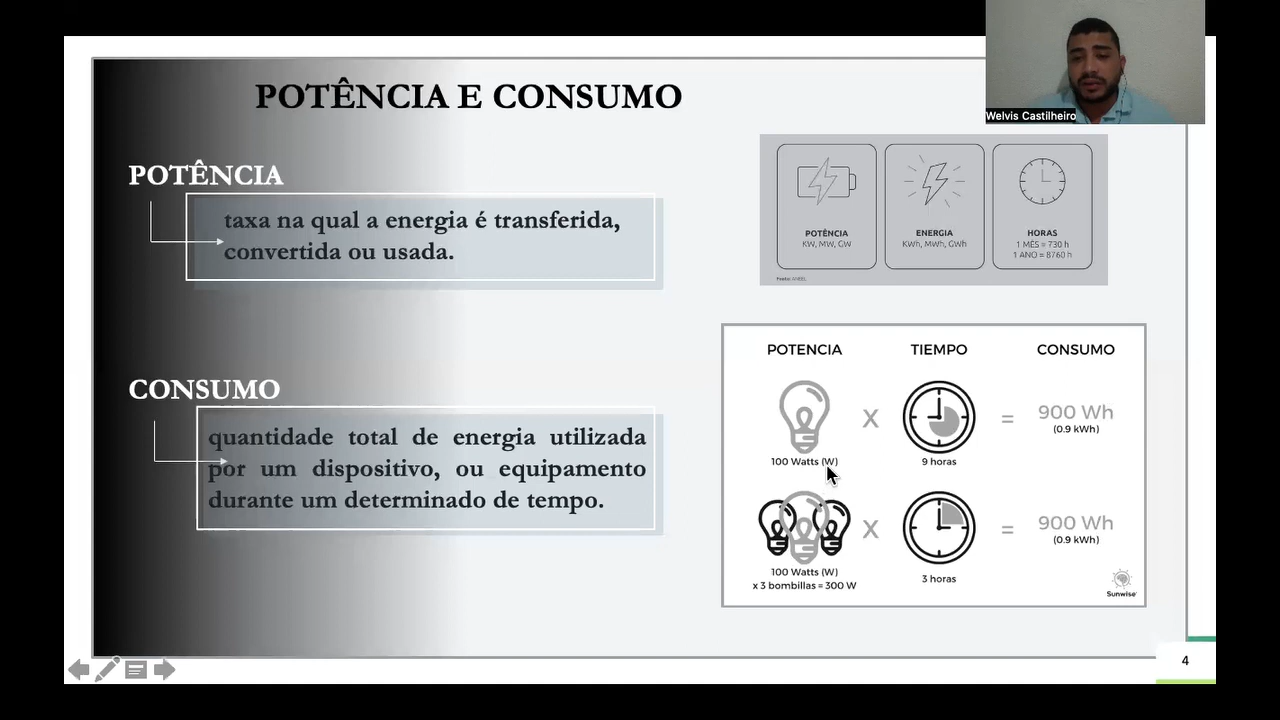 POTÊNCIA E CONSUMO
Welvis Castilheiro
POTÊNCIA
taxa na qual a energia é transferida,
convertida ou usada.
POTÊNCIA
KW, MW, GW
ENERGIA
KWh, MWh, GWh
HORAS
1 MÊS = 730 h
1 ANO = 8760 h
Fonte: ANEEL
CONSUMO
quantidade total de energia utilizada
por um dispositivo, ou equipamento
durante um determinado de tempo.
POTENCIA
TIEMPO
CONSUMO
100 Watts (W)
X
9 horas
=
900 Wh
(0.9 kWh)
100 Watts (W)
x 3 bombillas = 300 W
X
3 horas
=
900 Wh
(0.9 kWh)
Sunwise
4